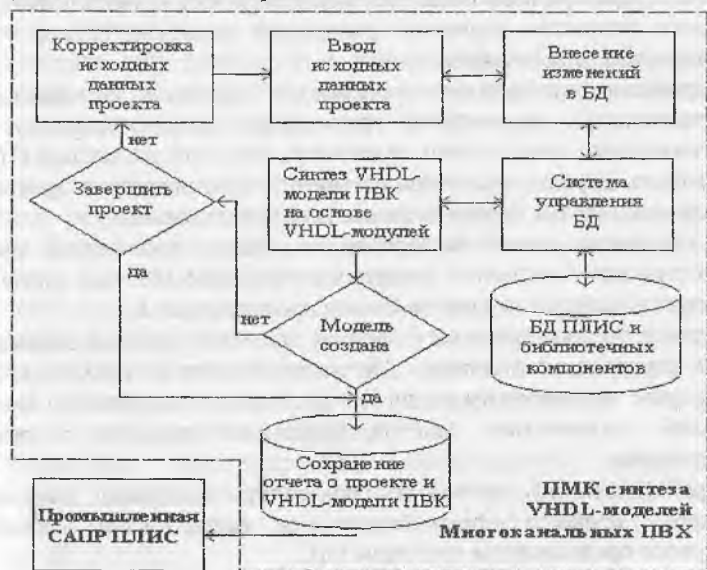 Корректировка
исходных
данных
проекта
Ввод
исходных
данных
проекта
Внесение
изменений
в БД
нет
Завершить
проект
да
Синтез VHDL-
модели ПВК
на основе
VHDL-модулей
Система
управления
БД
нет
Модель
создана
да
БД ПЛИС и
библиотечных
компонентов
Сохранение
отчета о проекте и
VHDL-модели ПВК
Промышленная
САПР ПЛИС
ПМК синтеза
VHDL-моделей
Многоканальных ПВХ